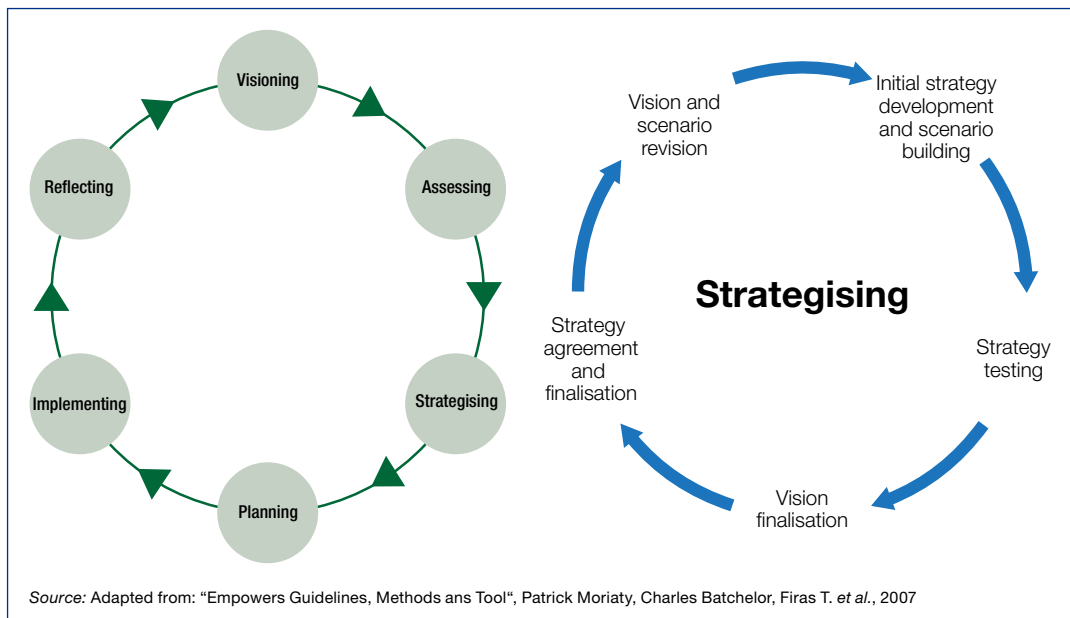 Visioning
Assessing
Strategising
Planning
Implementing
Reflecting
Vision and
scenario
revision
Initial strategy
development
and scenario
building
Strategising
Strategy
testing
Vision
finalisation
Strategy
agreement
and
finalisation
Source: Adapted from: “Empowers Guidelines, Methods ans Tool“, Patrick Moriaty, Charles Batchelor, Firas T. et al., 2007